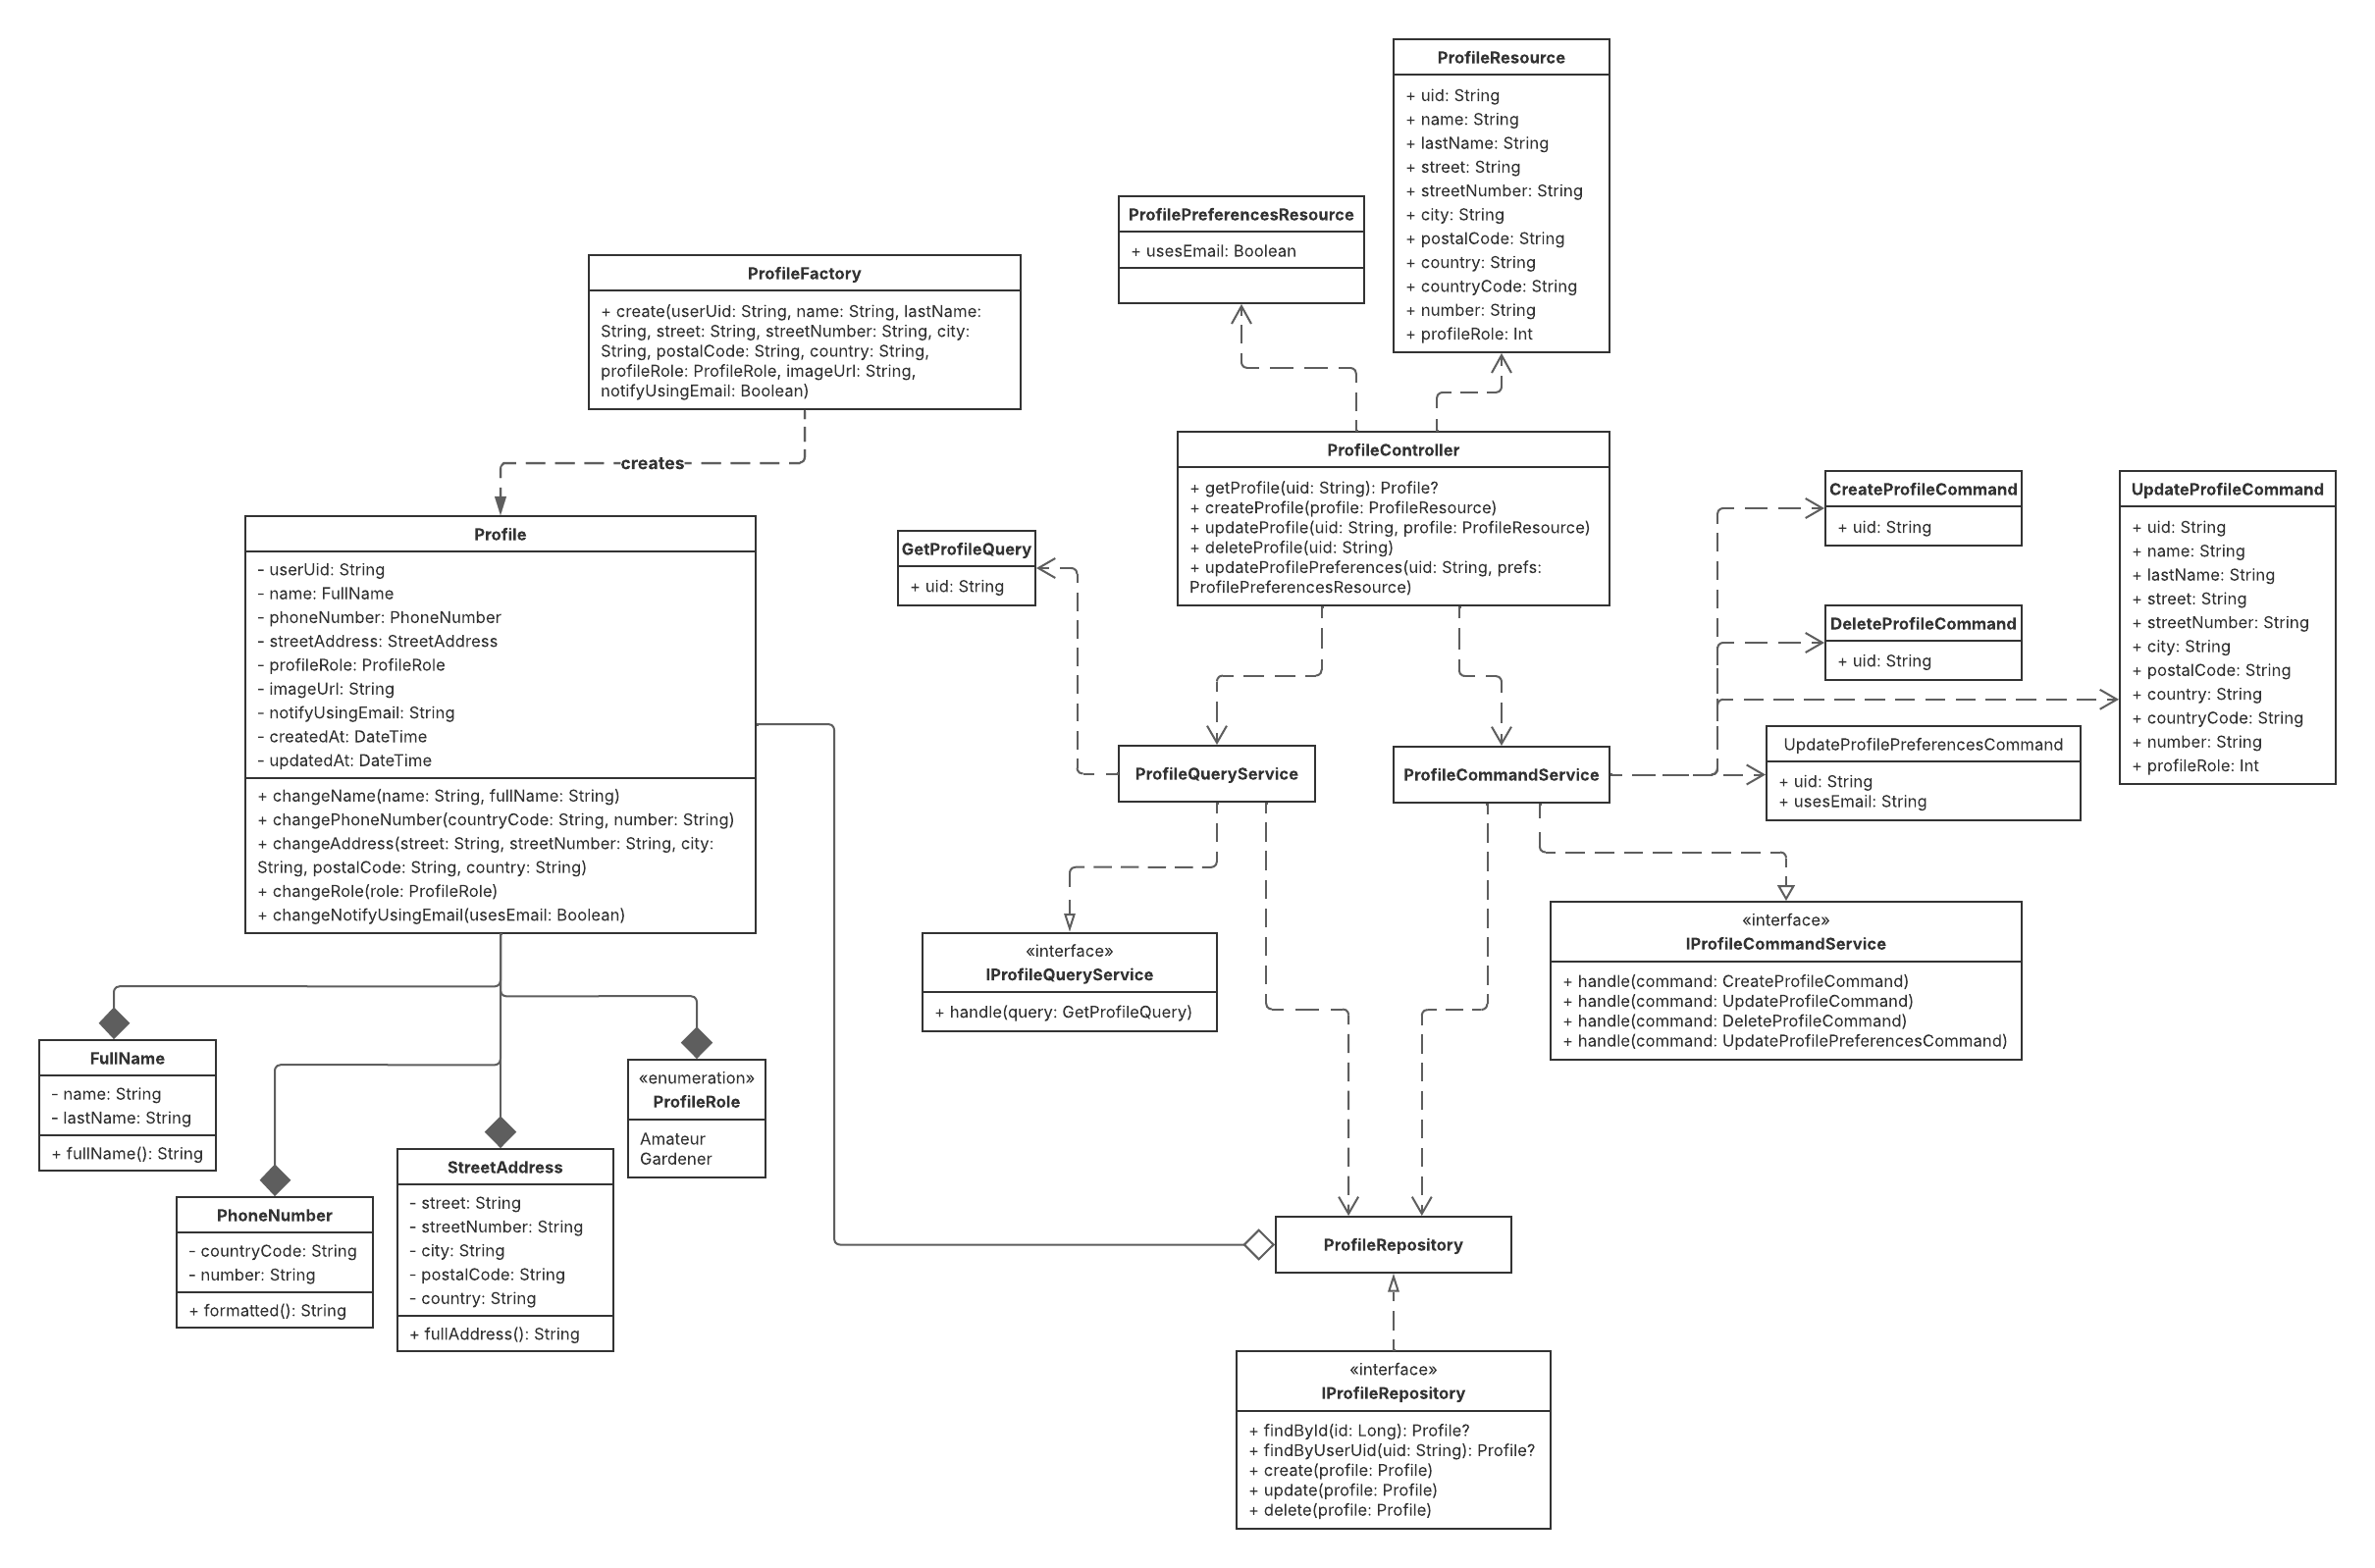 ProfileResource
+ uid: String
+ name: String
+ lastName: String
+ street: String
+ streetNumber: String
+ city: String
+ postalCode: String
+ country: String
+ countryCode: String
+ number: String
+ profileRole: Int
ProfilePreferencesResource
+ usesEmail: Boolean
ProfileFactory
+ create(userUid: String, name: String, lastName:
String, street: String, streetNumber: String, city:
String, postalCode: String, country: String,
profileRole: ProfileRole, imageUrl: String,
notifyUsingEmail: Boolean)
creates
ProfileController
+ getProfile(uid: String): Profile?
+ createProfile(profile: ProfileResource)
+ updateProfile(uid: String, profile: ProfileResource)
+ deleteProfile(uid: String)
+ updateProfilePreferences(uid: String, prefs:
ProfilePreferencesResource)
CreateProfileCommand
+ uid: String
UpdateProfileCommand
+ uid: String
+ name: String
+ lastName: String
+ street: String
+ streetNumber: String
+ city: String
+ postalCode: String
+ country: String
+ countryCode: String
+ number: String
+ profileRole: Int
GetProfileQuery
+ uid: String
DeleteProfileCommand
+ uid: String
Profile
- userUid: String
- name: FullName
- phoneNumber: PhoneNumber
- streetAddress: StreetAddress
- profileRole: ProfileRole
- imageUrl: String
- notifyUsingEmail: String
- createdAt: DateTime
- updatedAt: DateTime
+ changeName(name: String, fullName: String)
+ changePhoneNumber(countryCode: String, number: String)
+ changeAddress(street: String, streetNumber: String, city:
String, postalCode: String, country: String)
+ changeRole(role: ProfileRole)
+ changeNotifyUsingEmail(usesEmail: Boolean)
ProfileQueryService
ProfileCommandService
UpdateProfilePreferencesCommand
+ uid: String
+ usesEmail: String
«interface»
IProfileQueryService
+ handle(query: GetProfileQuery)
«interface»
IProfileCommandService
+ handle(command: CreateProfileCommand)
+ handle(command: UpdateProfileCommand)
+ handle(command: DeleteProfileCommand)
+ handle(command: UpdateProfilePreferencesCommand)
FullName
- name: String
- lastName: String
+ fullName(): String
«enumeration»
ProfileRole
Amateur
Gardener
StreetAddress
- street: String
- streetNumber: String
- city: String
- postalCode: String
- country: String
+ fullAddress(): String
PhoneNumber
- countryCode: String
- number: String
+ formatted(): String
ProfileRepository
«interface»
IProfileRepository
+ findById(id: Long): Profile?
+ findByUserUid(uid: String): Profile?
+ create(profile: Profile)
+ update(profile: Profile)
+ delete(profile: Profile)